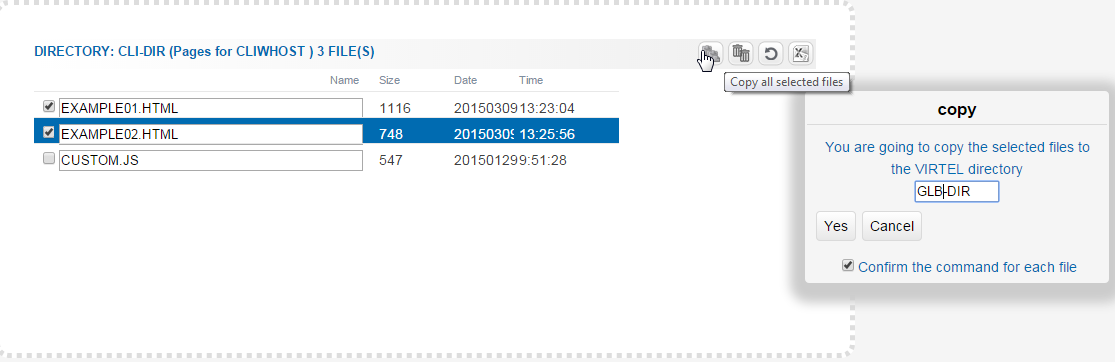 DIRECTORY: CLI-DIR (Pages for CLIWHOST ) 3 FILE(S)
Copy all selected files
Name Size Date Time
EXAMPLE01.HTML 1116 20150309 13:23:04
EXAMPLE02.HTML 748 20150309 13:25:56
CUSTOM.JS 547 20150129 9:51:28
copy
You are going to copy the selected files to
the VIRTEL directory
GLB-DIR
Yes Cancel
Confirm the command for each file